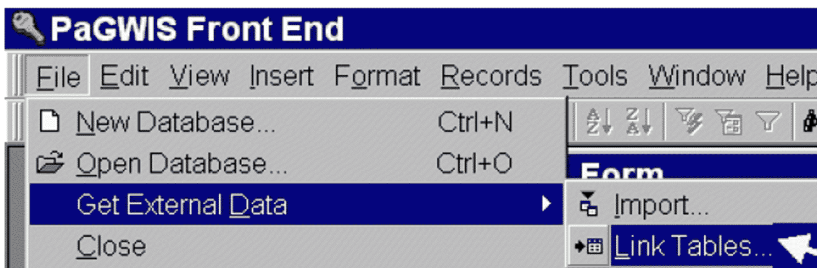 PaGWIS Front End
File Edit View Insert Format Records Tools Window Help
New Database... Ctrl+N
Open Database... Ctrl+O
Form
Get External Data Import...
Close Link Tables...